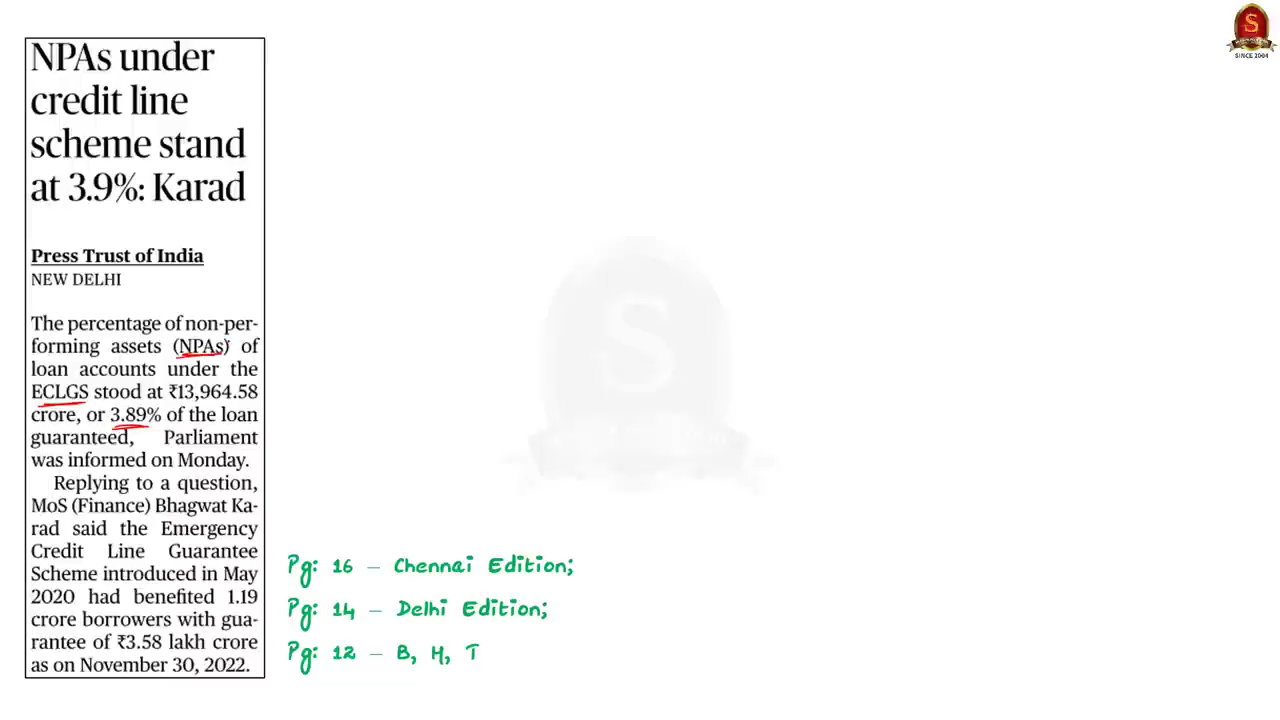 NPAs under
credit line
scheme stand
at 3.9%: Karad
Press Trust of India
NEW DELHI
The percentage of non-per-
forming assets (NPAs) of
loan accounts under the
ECLGS stood at ₹13,964.58
crore, or 3.89% of the loan
guaranteed, Parliament
was informed on Monday.
Replying to a question,
MoS (Finance) Bhagwat Ka-
rad said the Emergency
Credit Line Guarantee
Scheme introduced in May
2020 had benefited 1.19
crore borrowers with gua-
rantee of ₹3.58 lakh crore
as on November 30, 2022.
Pg: 16 – Chennai Edition;
Pg: 14 – Delhi Edition;
Pg: 12 – B, H, T
S
SINCE 2004
S